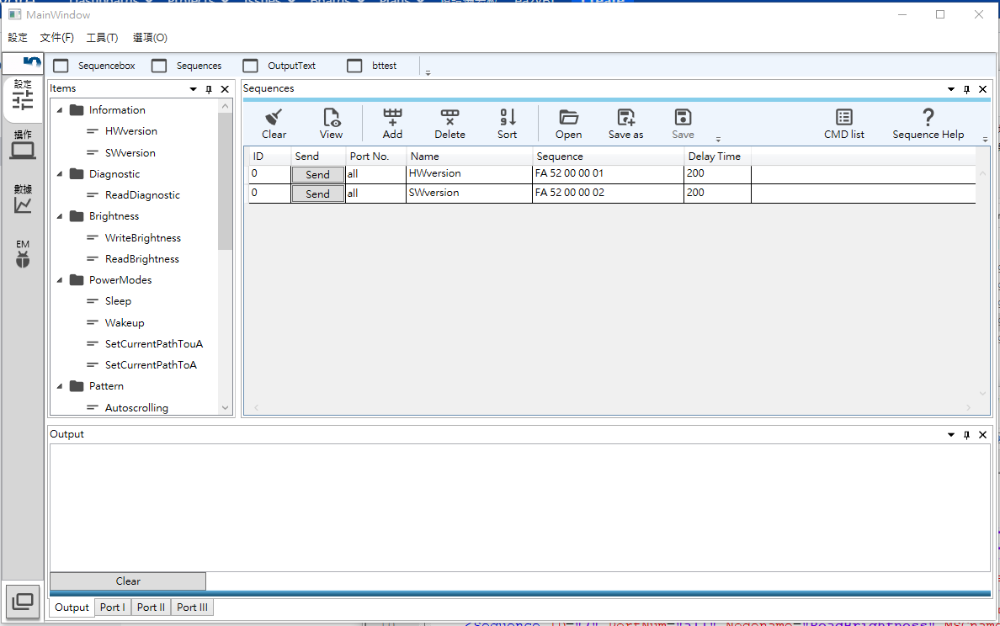 MainWindow
設定 文件(F) 工具(T) 選項(O)
Sequencebox Sequences OutputText bttest
設定
操作
數據
EM
Items
Information
HWversion
SWversion
Diagnostic
ReadDiagnostic
Brightness
WriteBrightness
ReadBrightness
PowerModes
Sleep
Wakeup
SetCurrentPathTouA
SetCurrentPathToA
Pattern
Autoscrolling
Sequences
Clear View Add Delete Sort Open Save as Save CMD list Sequence Help
ID Send Port No. Name Sequence Delay Time
0 Send all HWversion FA 52 00 00 01 200
0 Send all SWversion FA 52 00 00 02 200
Output
Clear
Output Port I Port II Port III